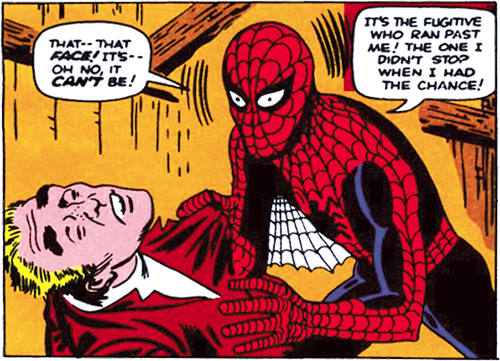 THAT-- THAT
FACE! IT'S--
OH NO, IT
CAN'T BE!
IT'S THE FUGITIVE
WHO RAN PAST
ME! THE ONE I
DIDN'T STOP
WHEN I HAD
THE CHANCE!